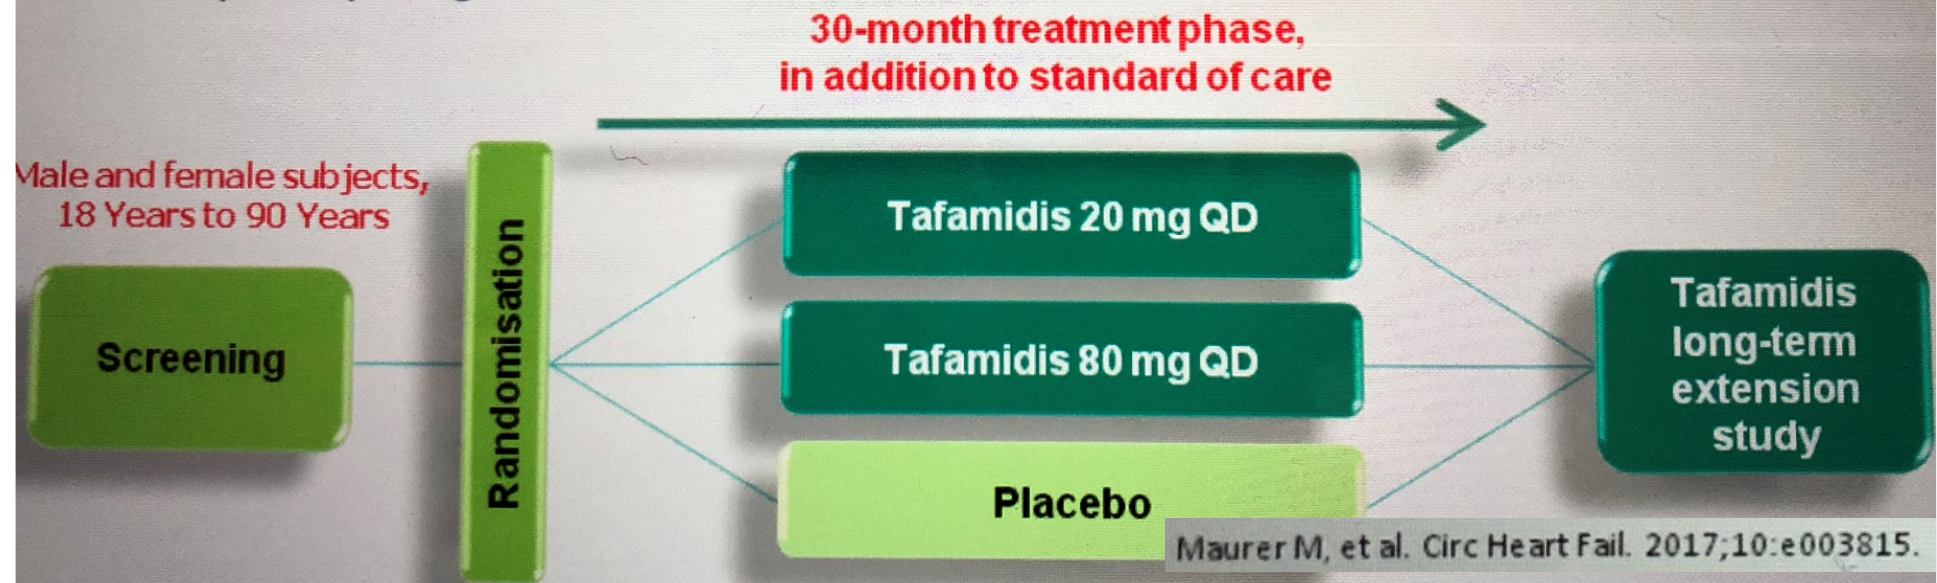 30-month treatment phase,
in addition to standard of care
Male and female subjects,
18 Years to 90 Years
Screening
Randomisation
Tafamidis 20 mg QD
Tafamidis 80 mg QD
Placebo
Tafamidis
long-term
extension
study
Maurer M, et al. Circ Heart Fail. 2017;10:e003815.